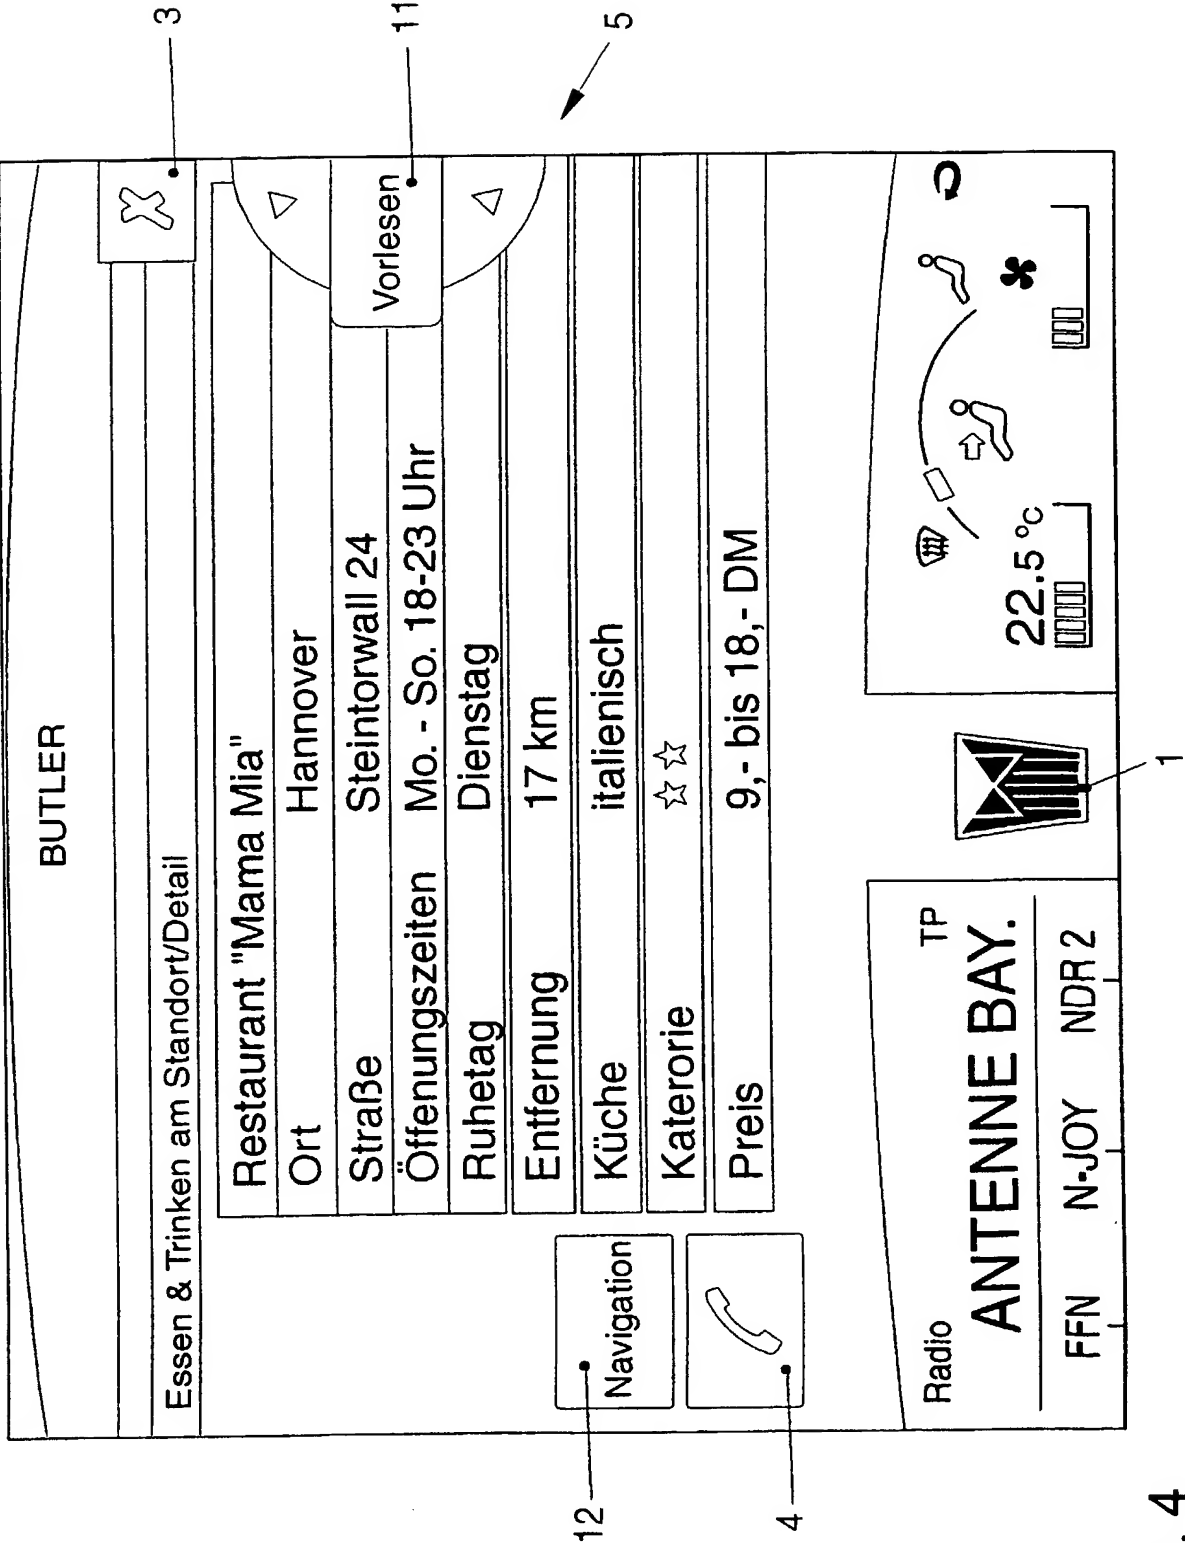 3
11
5
BUTLER
Essen & Trinken am Standort/Detail
Restaurant "Mama Mia"
Ort Hannover
Straße Steintorwall 24
Vorlesen
Öffenungszeiten Mo. - So. 18-23 Uhr
Ruhetag Dienstag
Entfernung 17 km
Küche italienisch
Katerorie
Preis 9,- bis 18,- DM
12
Navigation
4
Radio TP
ANTENNE BAY.
FFN N-JOY NDR 2
1
22.5 °C
. 4